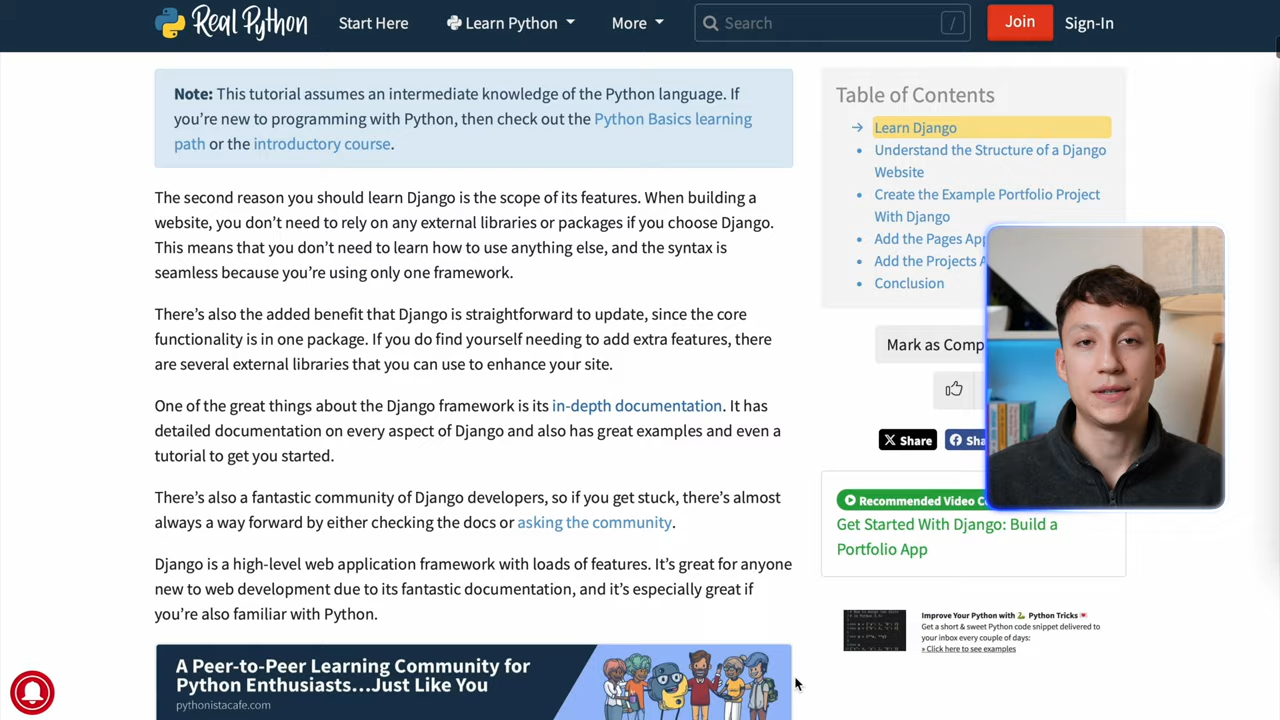 Real Python
Start Here
Learn Python
More
Search
/
Join
Sign-In
Note: This tutorial assumes an intermediate knowledge of the Python language. If
you’re new to programming with Python, then check out the Python Basics learning
path or the introductory course.
The second reason you should learn Django is the scope of its features. When building a
website, you don’t need to rely on any external libraries or packages if you choose Django.
This means that you don’t need to learn how to use anything else, and the syntax is
seamless because you’re using only one framework.
There’s also the added benefit that Django is straightforward to update, since the core
functionality is in one package. If you do find yourself needing to add extra features, there
are several external libraries that you can use to enhance your site.
One of the great things about the Django framework is its in-depth documentation. It has
detailed documentation on every aspect of Django and also has great examples and even a
tutorial to get you started.
There’s also a fantastic community of Django developers, so if you get stuck, there’s almost
always a way forward by either checking the docs or asking the community.
Django is a high-level web application framework with loads of features. It’s great for anyone
new to web development due to its fantastic documentation, and it’s especially great if
you’re also familiar with Python.
A Peer-to-Peer Learning Community for
Python Enthusiasts...Just Like You
pythonistacafe.com
Table of Contents
Learn Django
Understand the Structure of a Django
Website
Create the Example Portfolio Project
With Django
Add the Pages App
Add the Projects A
Conclusion
Mark as Comp
Share
Sha
Recommended Video C
Get Started With Django: Build a
Portfolio App
Improve Your Python with Python Tricks
Get a short & sweet Python code snippet delivered to
your inbox every couple of days:
» Click here to see examples